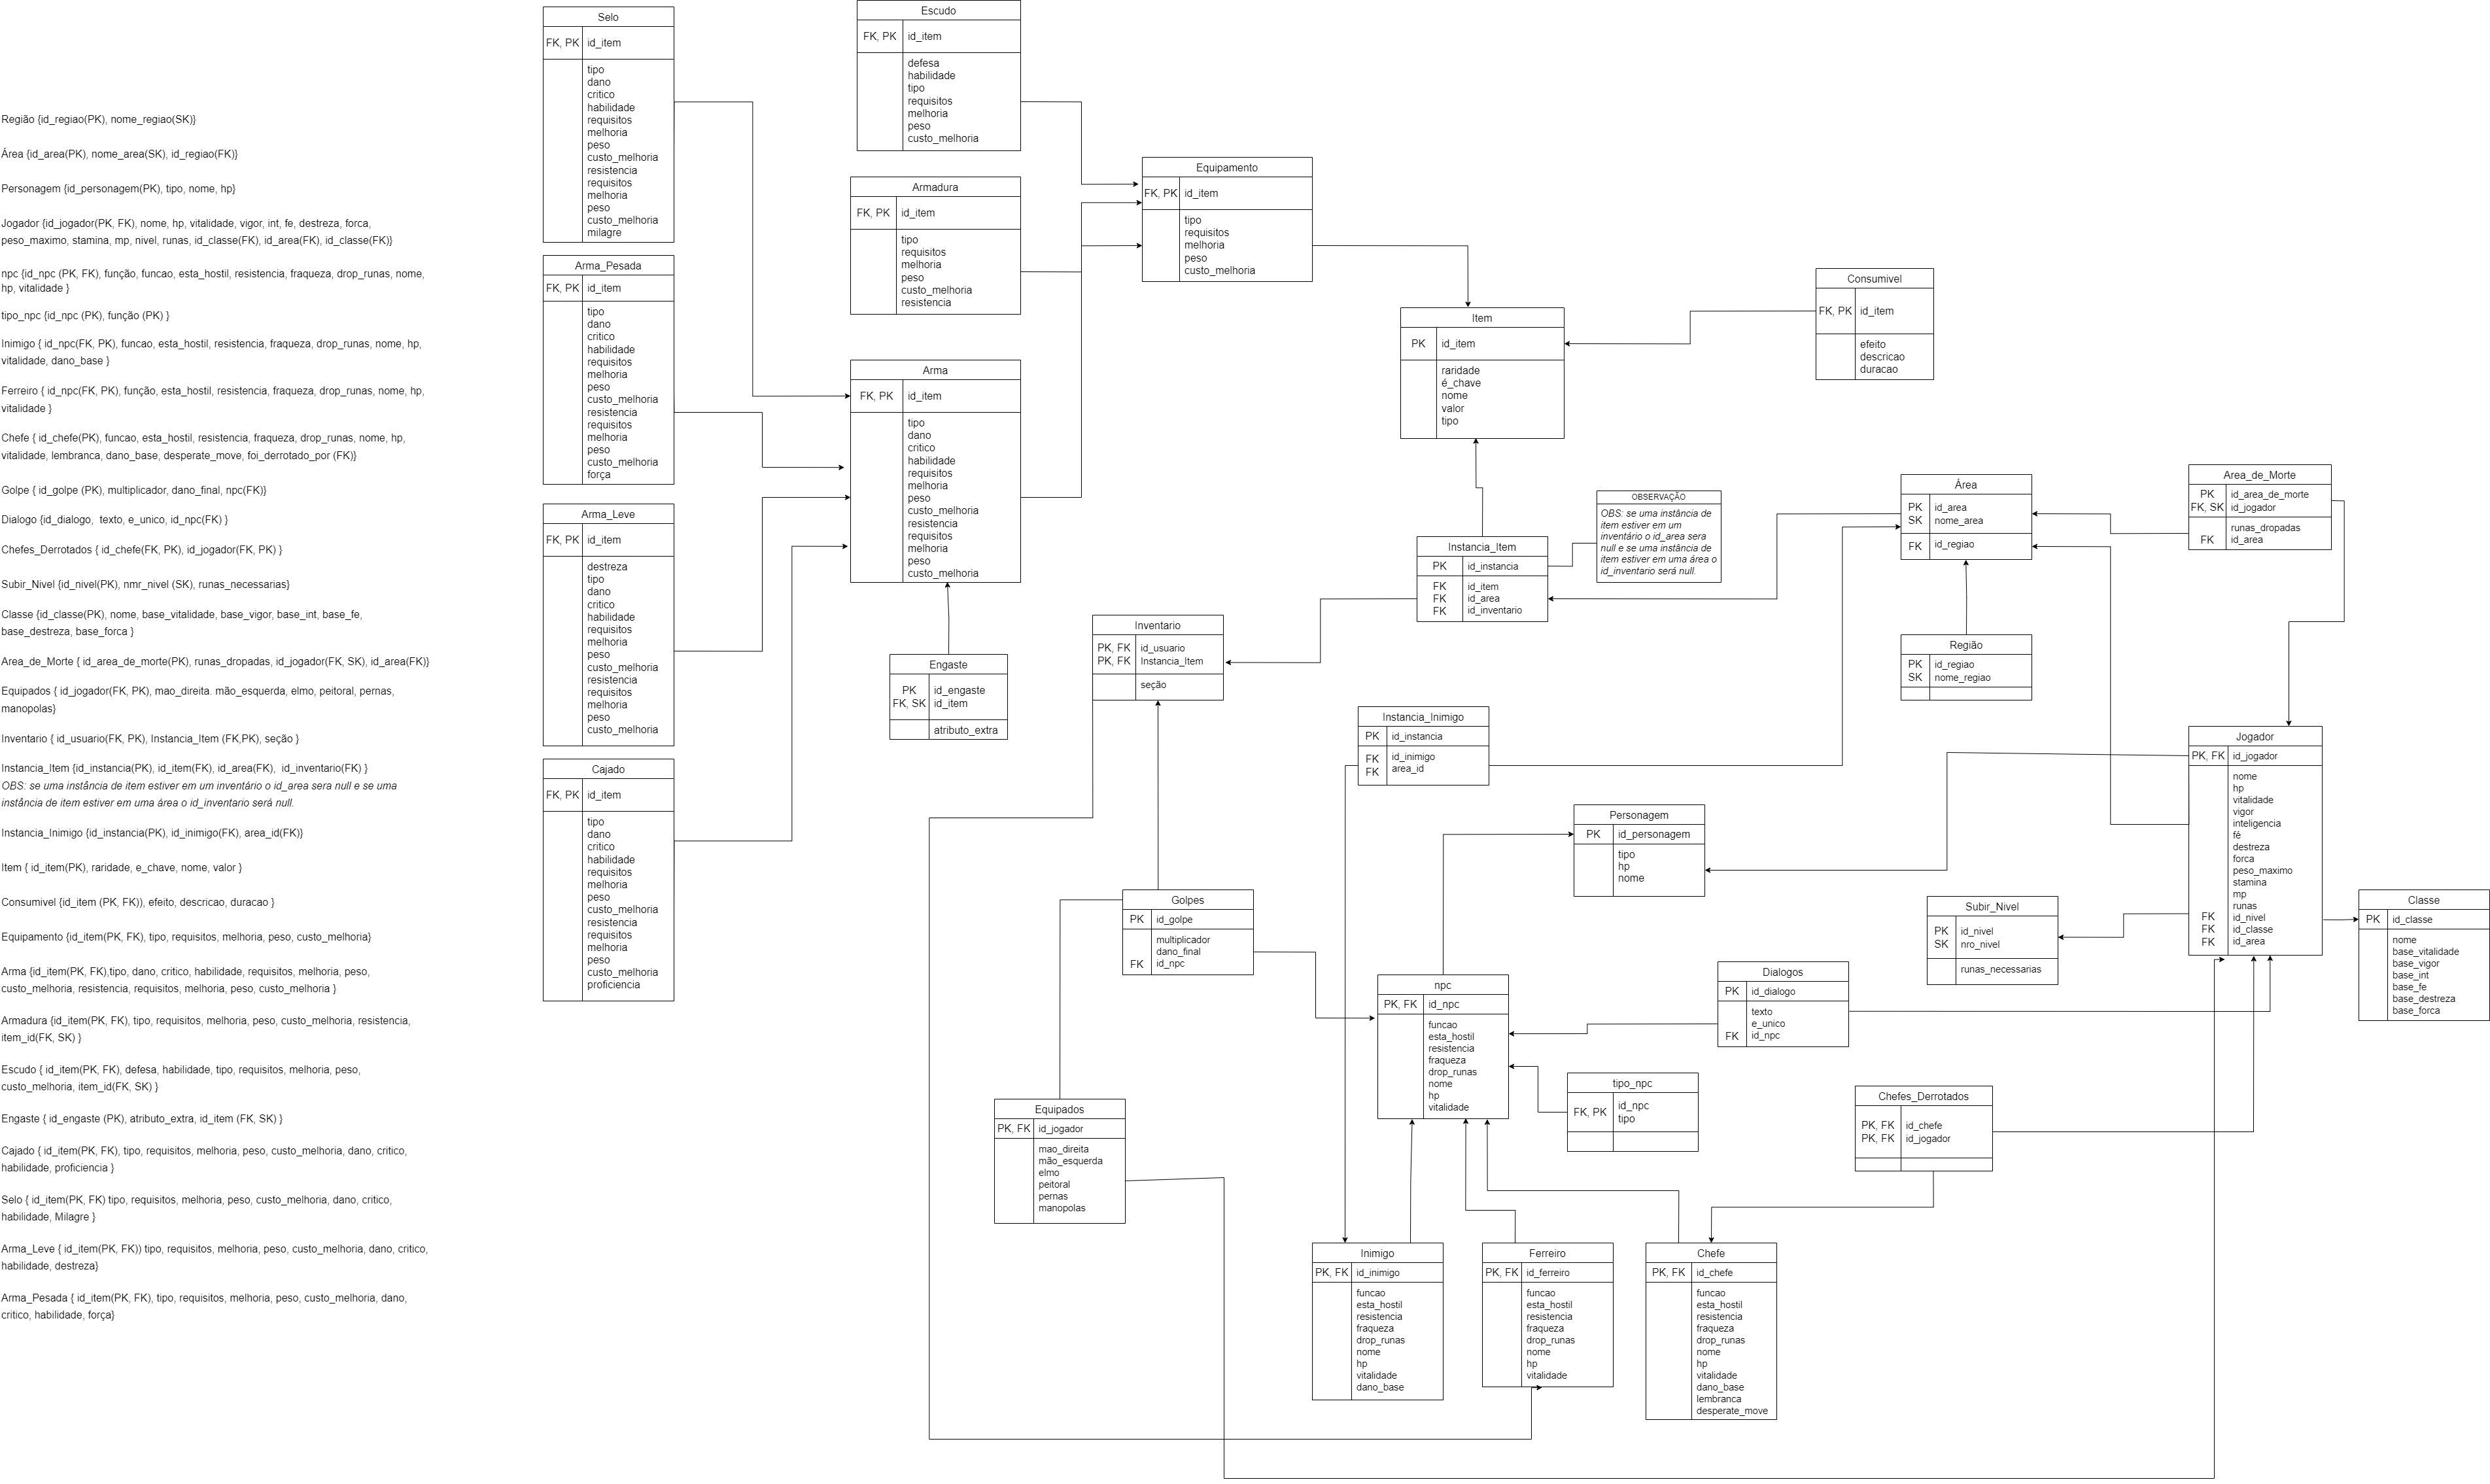 Região {id_regiao(PK), nome_regiao(SK)}
Área {id_area(PK), nome_area(SK), id_regiao(FK)}
Personagem {id_personagem(PK), tipo, nome, hp}
Jogador {id_jogador(PK, FK), nome, hp, vitalidade, vigor, int, fe, destreza, forca,
peso_maximo, stamina, mp, nivel, runas, id_classe(FK), id_area(FK), id_classe(FK)}
npc {id_npc (PK, FK), função, funcao, esta_hostil, resistencia, fraqueza, drop_runas, nome,
hp, vitalidade }
tipo_npc {id_npc (PK), função (PK) }
Inimigo { id_npc(FK, PK), funcao, esta_hostil, resistencia, fraqueza, drop_runas, nome, hp,
vitalidade, dano_base }
Ferreiro { id_npc(FK, PK), função, esta_hostil, resistencia, fraqueza, drop_runas, nome, hp,
vitalidade }
Chefe { id_chefe(PK), funcao, esta_hostil, resistencia, fraqueza, drop_runas, nome, hp,
vitalidade, lembranca, dano_base, desperate_move, foi_derrotado_por (FK)}
Golpe { id_golpe (PK), multiplicador, dano_final, npc(FK)}
Dialogo {id_dialogo,  texto, e_unico, id_npc(FK) }
Chefes_Derrotados { id_chefe(FK, PK), id_jogador(FK, PK) }
Subir_Nivel {id_nivel(PK), nmr_nivel (SK), runas_necessarias}
Classe {id_classe(PK), nome, base_vitalidade, base_vigor, base_int, base_fe,
base_destreza, base_forca }
Area_de_Morte { id_area_de_morte(PK), runas_dropadas, id_jogador(FK, SK), id_area(FK)}
Equipados { id_jogador(FK, PK), mao_direita. mão_esquerda, elmo, peitoral, pernas,
manopolas}
Inventario { id_usuario(FK, PK), Instancia_Item (FK,PK), seção }
Instancia_Item {id_instancia(PK), id_item(FK), id_area(FK),  id_inventario(FK) }
OBS: se uma instância de item estiver em um inventário o id_area sera null e se uma
instância de item estiver em uma área o id_inventario será null.
Instancia_Inimigo {id_instancia(PK), id_inimigo(FK), area_id(FK)}
Item { id_item(PK), raridade, e_chave, nome, valor }
Consumivel {id_item (PK, FK)), efeito, descricao, duracao }
Equipamento {id_item(PK, FK), tipo, requisitos, melhoria, peso, custo_melhoria}
Arma {id_item(PK, FK),tipo, dano, critico, habilidade, requisitos, melhoria, peso,
custo_melhoria, resistencia, requisitos, melhoria, peso, custo_melhoria }
Armadura {id_item(PK, FK), tipo, requisitos, melhoria, peso, custo_melhoria, resistencia,
item_id(FK, SK) }
Escudo { id_item(PK, FK), defesa, habilidade, tipo, requisitos, melhoria, peso,
custo_melhoria, item_id(FK, SK) }
Engaste { id_engaste (PK), atributo_extra, id_item (FK, SK) }
Cajado { id_item(PK, FK), tipo, requisitos, melhoria, peso, custo_melhoria, dano, critico,
habilidade, proficiencia }
Selo { id_item(PK, FK) tipo, requisitos, melhoria, peso, custo_melhoria, dano, critico,
habilidade, Milagre }
Arma_Leve { id_item(PK, FK)) tipo, requisitos, melhoria, peso, custo_melhoria, dano, critico,
habilidade, destreza}
Arma_Pesada { id_item(PK, FK), tipo, requisitos, melhoria, peso, custo_melhoria, dano,
critico, habilidade, força}
Selo
FK, PK id_item
tipo
dano
critico
habilidade
requisitos
melhoria
peso
custo_melhoria
resistencia
requisitos
melhoria
peso
custo_melhoria
milagre
Arma_Pesada
FK, PK id_item
tipo
dano
critico
habilidade
requisitos
melhoria
peso
custo_melhoria
resistencia
requisitos
melhoria
peso
custo_melhoria
força
Arma_Leve
FK, PK id_item
destreza
tipo
dano
critico
habilidade
requisitos
melhoria
peso
custo_melhoria
resistencia
requisitos
melhoria
peso
custo_melhoria
Cajado
FK, PK id_item
tipo
dano
critico
habilidade
requisitos
melhoria
peso
custo_melhoria
resistencia
requisitos
melhoria
peso
custo_melhoria
proficiencia
Escudo
FK, PK id_item
defesa
habilidade
tipo
requisitos
melhoria
peso
custo_melhoria
Armadura
FK, PK id_item
tipo
requisitos
melhoria
peso
custo_melhoria
resistencia
Arma
FK, PK id_item
tipo
dano
critico
habilidade
requisitos
melhoria
peso
custo_melhoria
resistencia
requisitos
melhoria
peso
custo_melhoria
Engaste
PK id_engaste
FK, SK id_item
atributo_extra
Equipamento
FK, PK id_item
tipo
requisitos
melhoria
peso
custo_melhoria
Item
PK id_item
raridade
é_chave
nome
valor
tipo
Consumivel
FK, PK id_item
efeito
descricao
duracao
Instancia_Item
PK id_instancia
FK id_item
FK id_area
FK id_inventario
OBSERVAÇÃO
OBS: se uma instância de
item estiver em um
inventário o id_area sera
null e se uma instância de
item estiver em uma área o
id_inventario será null.
Área
PK id_area
SK nome_area
FK id_regiao
Area_de_Morte
PK id_area_de_morte
FK, SK id_jogador
runas_dropadas
FK id_area
Região
PK id_regiao
SK nome_regiao
Inventario
PK, FK id_usuario
PK, FK Instancia_Item
seção
Instancia_Inimigo
PK id_instancia
FK id_inimigo
FK area_id
Personagem
PK id_personagem
tipo
hp
nome
Jogador
PK, FK id_jogador
nome
hp
vitalidade
vigor
inteligencia
fé
destreza
forca
peso_maximo
stamina
mp
runas
FK id_nivel
FK id_classe
FK id_area
Classe
PK id_classe
nome
base_vitalidade
base_vigor
base_int
base_fe
base_destreza
base_forca
Subir_Nivel
PK id_nivel
SK nro_nivel
runas_necessarias
Golpes
PK id_golpe
multiplicador
dano_final
FK id_npc
npc
PK, FK id_npc
funcao
esta_hostil
resistencia
fraqueza
drop_runas
nome
hp
vitalidade
Dialogos
PK id_dialogo
texto
e_unico
FK id_npc
tipo_npc
FK, PK id_npc
tipo
Chefes_Derrotados
PK, FK id_chefe
PK, FK id_jogador
Equipados
PK, FK id_jogador
mao_direita
mão_esquerda
elmo
peitoral
pernas
manopolas
Inimigo
PK, FK id_inimigo
funcao
esta_hostil
resistencia
fraqueza
drop_runas
nome
hp
vitalidade
dano_base
Ferreiro
PK, FK id_ferreiro
funcao
esta_hostil
resistencia
fraqueza
drop_runas
nome
hp
vitalidade
Chefe
PK, FK id_chefe
funcao
esta_hostil
resistencia
fraqueza
drop_runas
nome
hp
vitalidade
dano_base
lembranca
desperate_move